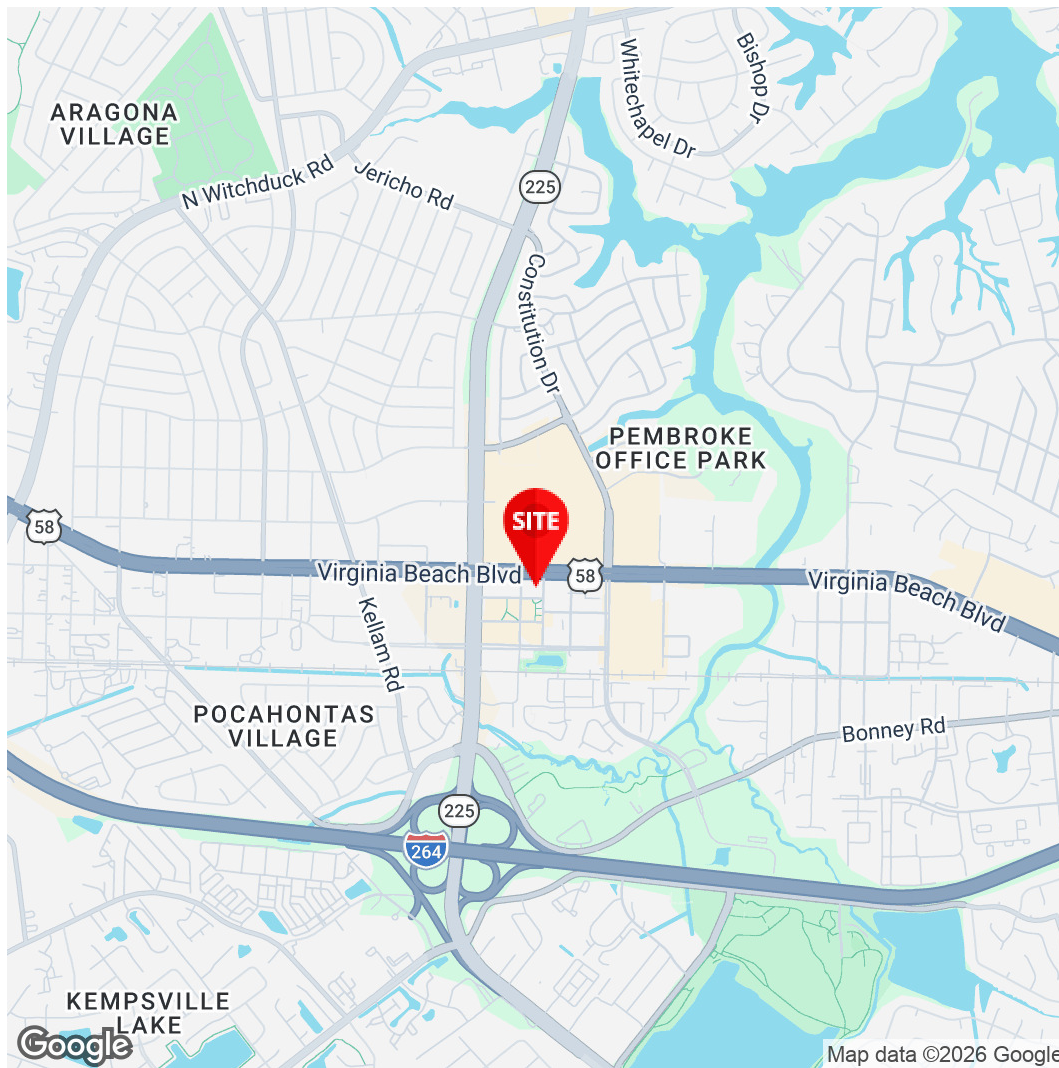 Whitechapel Dr
Bishop Dr
ARAGONA
VILLAGE
N Witchduck Rd
Jericho Rd
225
Constitution Dr
PEMBROKE
OFFICE PARK
SITE
58
Virginia Beach Blvd
58
Virginia Beach Blvd
Kellam Rd
POCAHONTAS
VILLAGE
Bonney Rd
225
264
KEMPSVILLE
LAKE
Google
Map data ©2026 Google